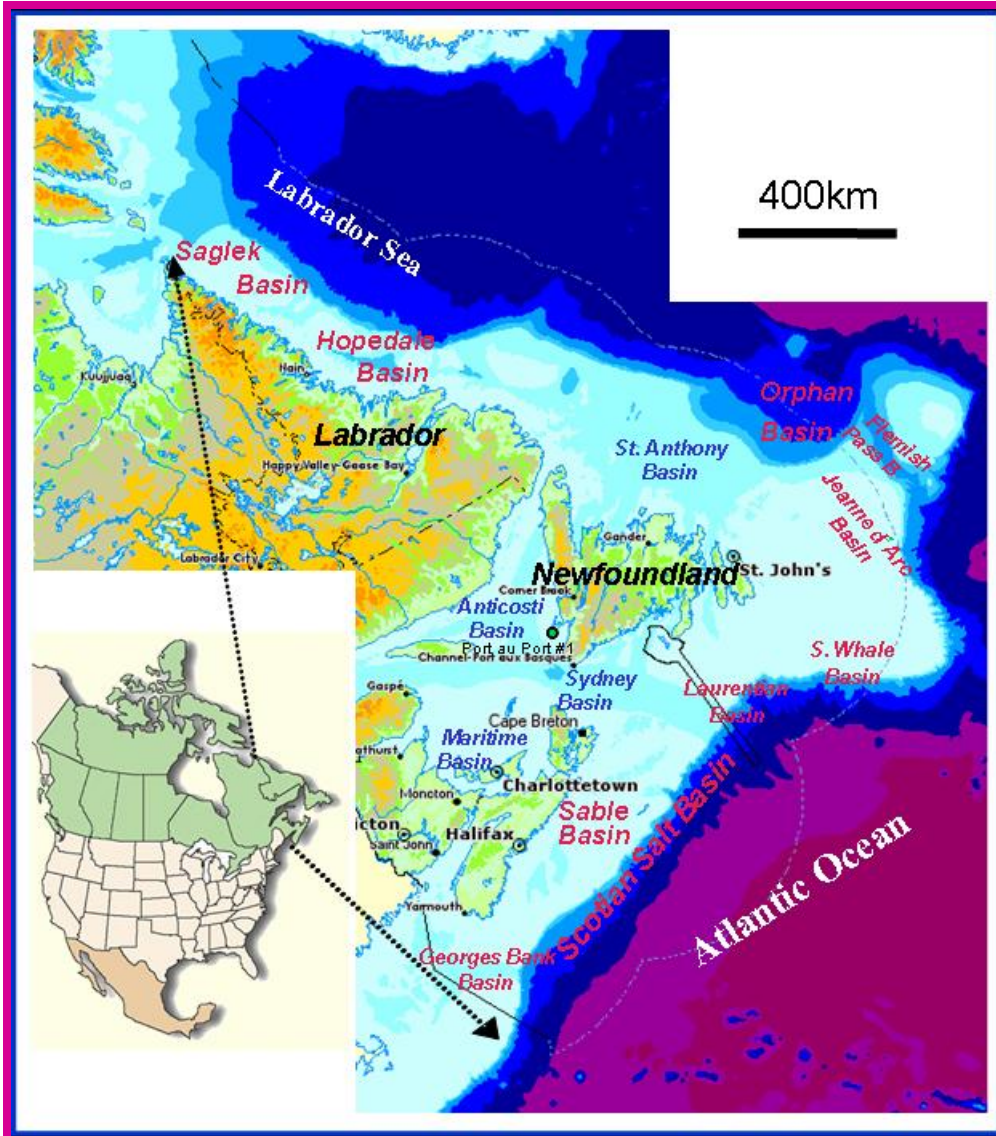 400km
Labrador Sea
Saglek
Basin
Hopedale
Basin
Kuujjuaq
Nain
Orphan
Basin
Flemish
Pass B.
Labrador
St. Anthony
Basin
Happy Valley-Goose Bay
Jeanne d'Arc
Basin
Labrador City
Gander
Newfoundland
St. John's
Corner Brook
Anticosti
Basin
Port au Port #1
Channel-Port aux Basques
S. Whale
Basin
Sydney
Basin
Laurention
Basin
Gaspé
Cape Breton
Maritime
Basin
athurst
Charlottetown
Moncton
Sable
Basin
icton
Halifax
Saint John
Scotian Salt Basin
Atlantic Ocean
Yarmouth
Georges Bank
Basin